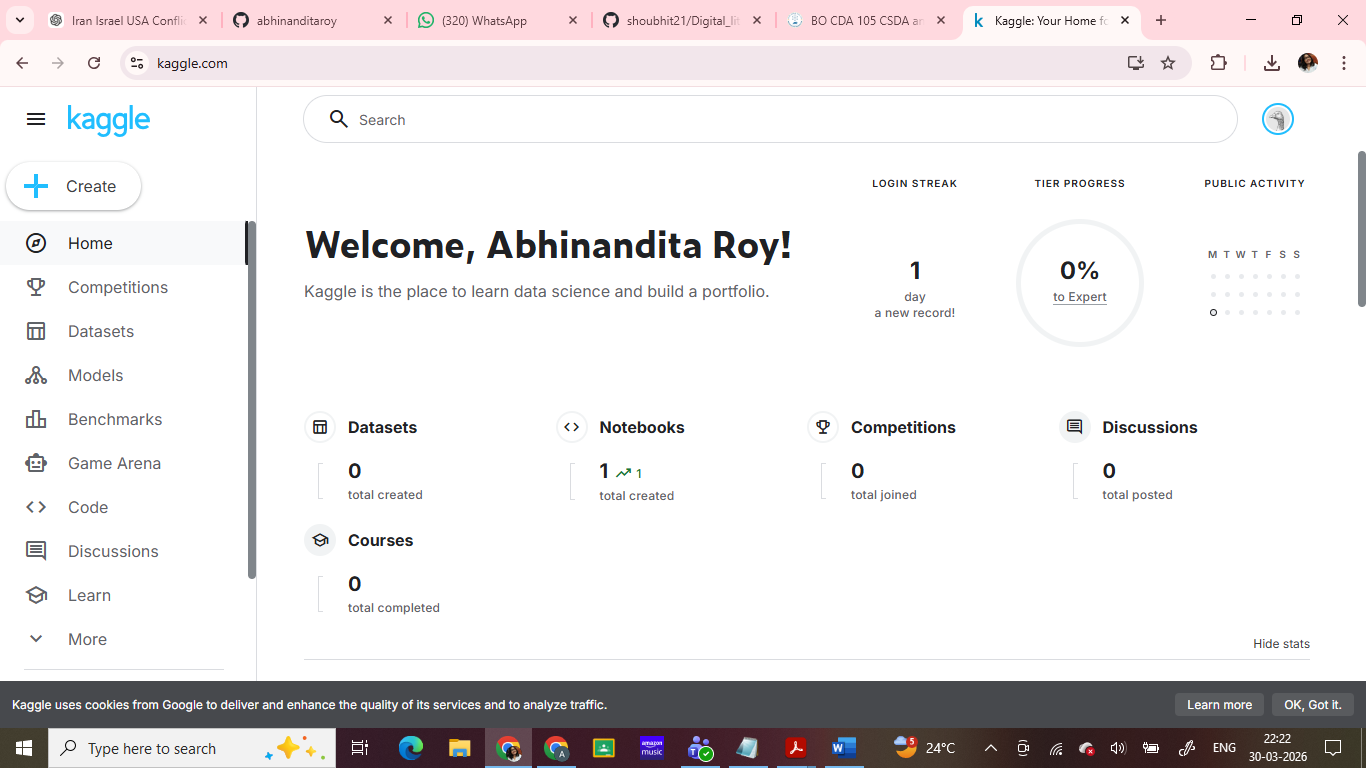 Iran Israel USA Conflic
abhinanditaroy
(320) WhatsApp
shoubhit21/Digital_lit
BO CDA 105 CSDA an
Kaggle: Your Home fo
kaggle.com
kaggle
Search
Create
Home
Competitions
Datasets
Models
Benchmarks
Game Arena
Code
Discussions
Learn
More
LOGIN STREAK
TIER PROGRESS
PUBLIC ACTIVITY
Welcome, Abhinandita Roy!
Kaggle is the place to learn data science and build a portfolio.
1
day
a new record!
0%
to Expert
M T W T F S S
Datasets
0
total created
Notebooks
1 1
total created
Competitions
0
total joined
Discussions
0
total posted
Courses
0
total completed
Hide stats
Kaggle uses cookies from Google to deliver and enhance the quality of its services and to analyze traffic.
Learn more
OK, Got it.
Type here to search
amazon
music
5
24°C
ENG
22:22
30-03-2026